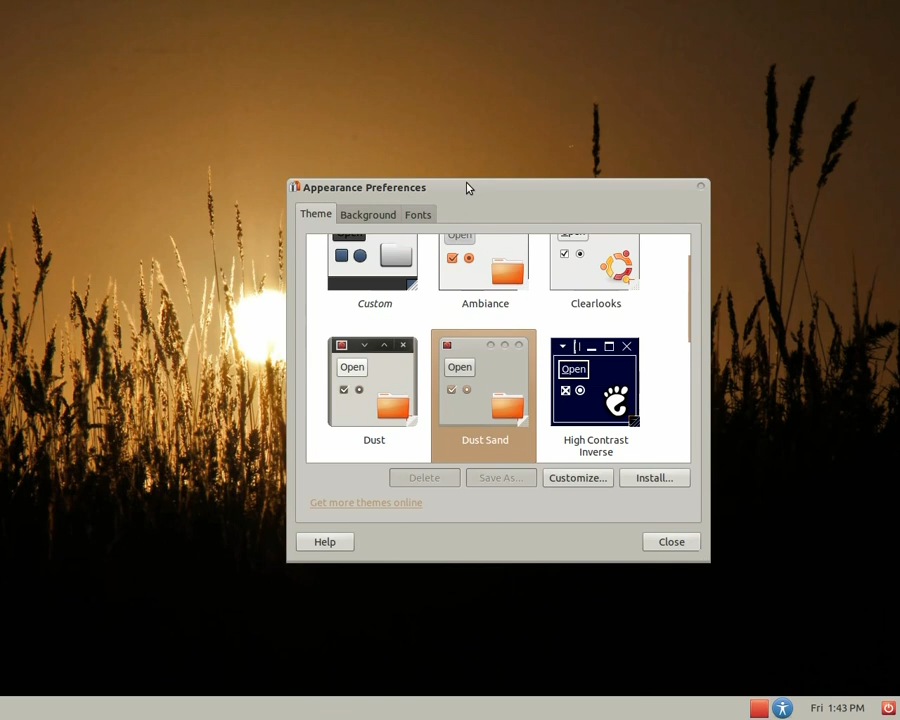 Appearance Preferences
Theme
Background
Fonts
Open
Open
Open
Custom
Ambiance
Clearlooks
Open
Open
Open
Dust
Dust Sand
High Contrast
Inverse
Delete
Save As...
Customize...
Install...
Get more themes online
Help
Close
Fri 1:43 PM